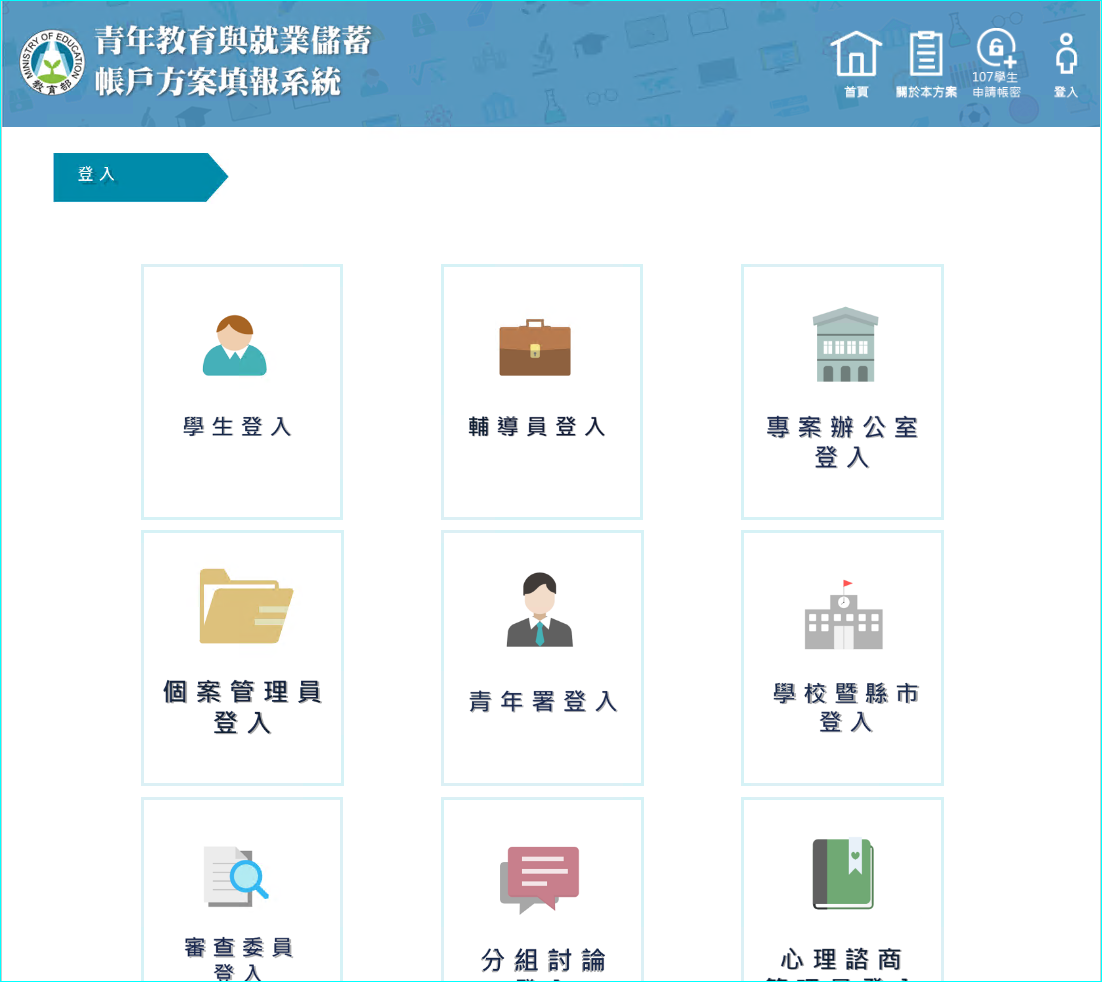 MINISTRY OF EDUCATION
教育部
青年教育與就業儲蓄
帳戶方案填報系統
首頁
關於本方案
107學生
申請帳密
登入
登入
學生登入
輔導員登入
專案辦公室
登入
個案管理員
登入
青年署登入
學校暨縣市
登入
審查委員
登入
分組討論
心理諮商